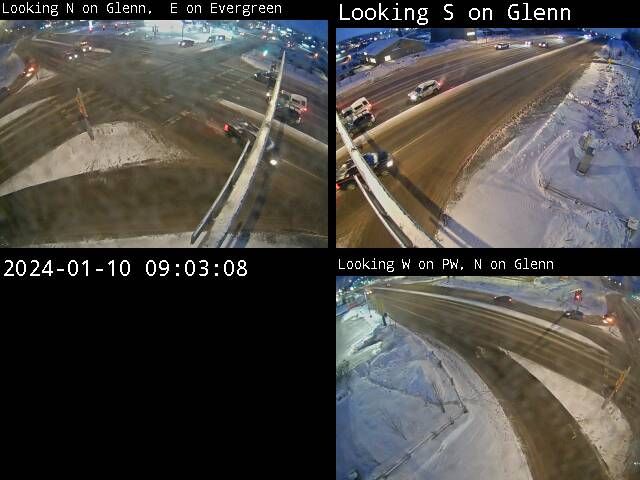 Looking N on Glenn, E on Evergreen
Looking S on Glenn
2024-01-10 09:03:08
Looking W on PW, N on Glenn